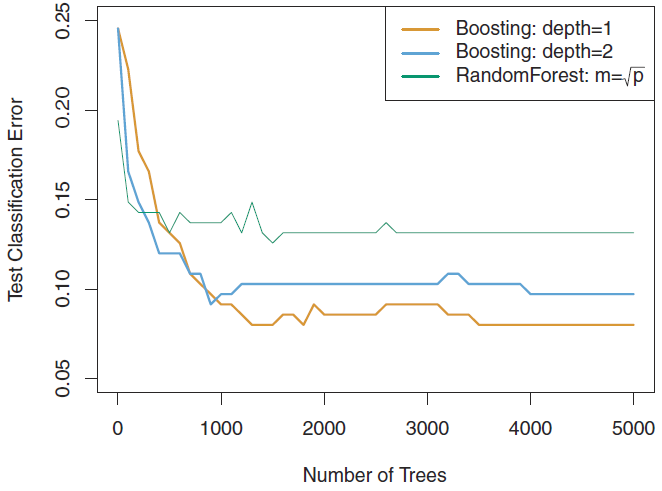 Boosting: depth=1
Boosting: depth=2
RandomForest: m=√p
Test Classification Error
0.25
0.20
0.15
0.10
0.05
0 1000 2000 3000 4000 5000
Number of Trees